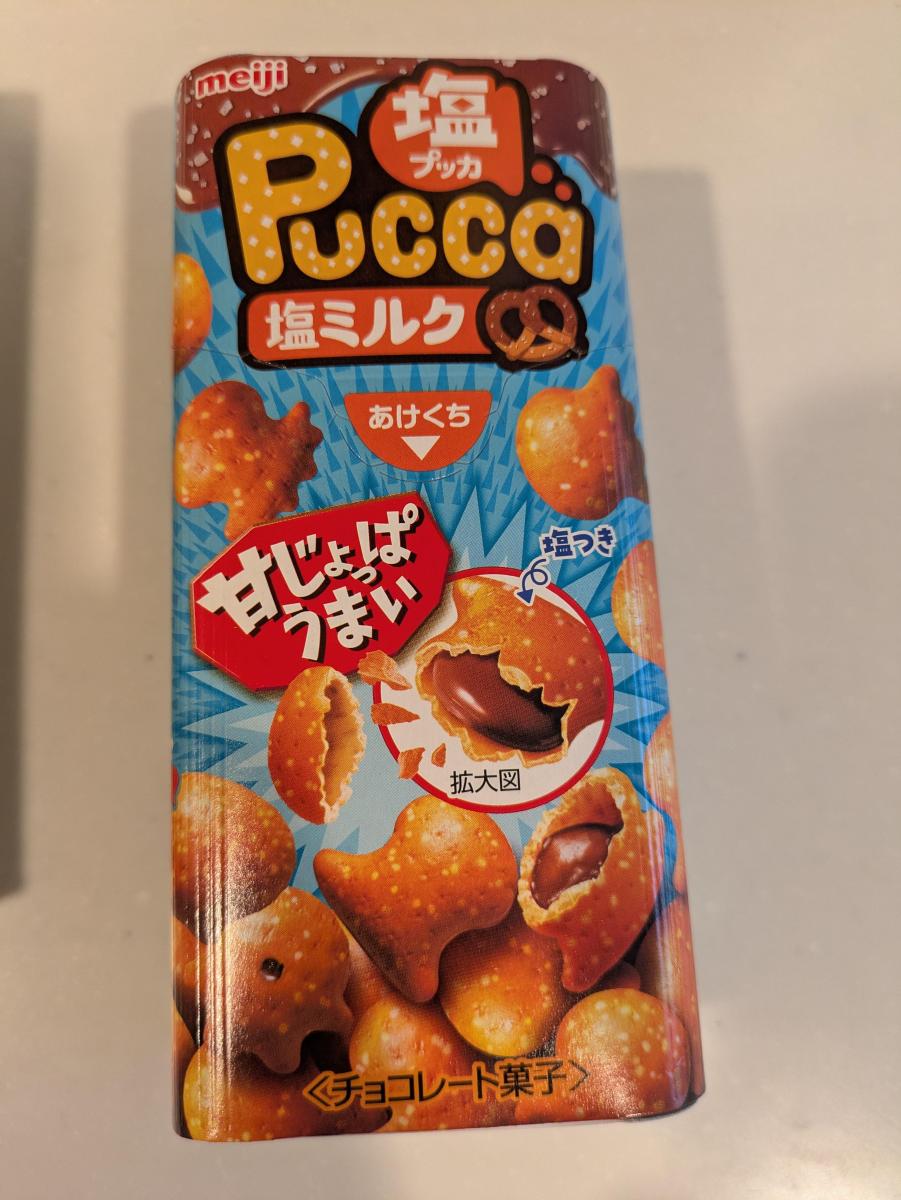 meiji
塩
プッカ
Pucca
塩ミルク
あけくち
甘じょっぱ
うまい
塩つき
拡大図
<チョコレート菓子>